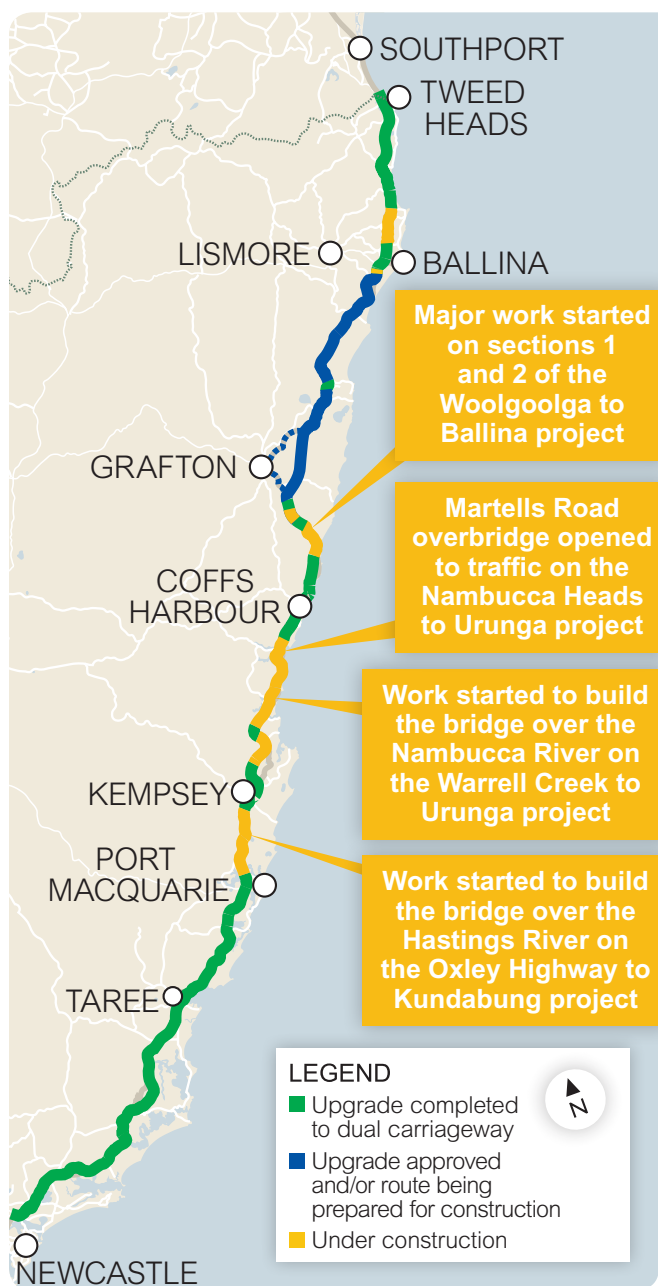 SOUTHPORT
TWEED
HEADS
LISMORE
BALLINA
Major work started
on sections 1
and 2 of the
Woolgoolga to
Ballina project
GRAFTON
Martells Road
overbridge opened
to traffic on the
Nambucca Heads
to Urunga project
COFFS
HARBOUR
Work started to build
the bridge over the
Nambucca River on
the Warrell Creek to
Urunga project
KEMPSEY
PORT
MACQUARIE
Work started to build
the bridge over the
Hastings River on
the Oxley Highway to
Kundabung project
TAREE
LEGEND
N
Upgrade completed
to dual carriageway
Upgrade approved
and/or route being
prepared for construction
Under construction
NEWCASTLE